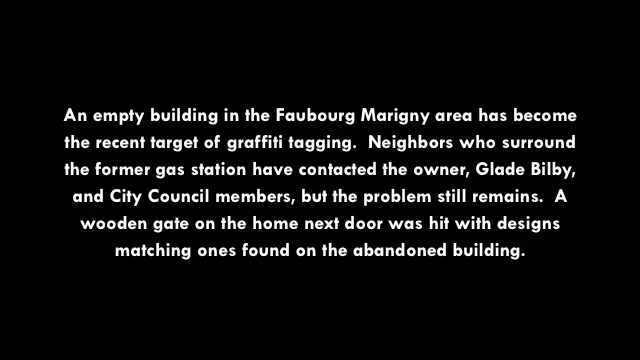 An empty building in the Faubourg Marigny area has become
the recent target of graffiti tagging.  Neighbors who surround
the former gas station have contacted the owner, Glade Bilby,
and City Council members, but the problem still remains.  A
wooden gate on the home next door was hit with designs
matching ones found on the abandoned building.